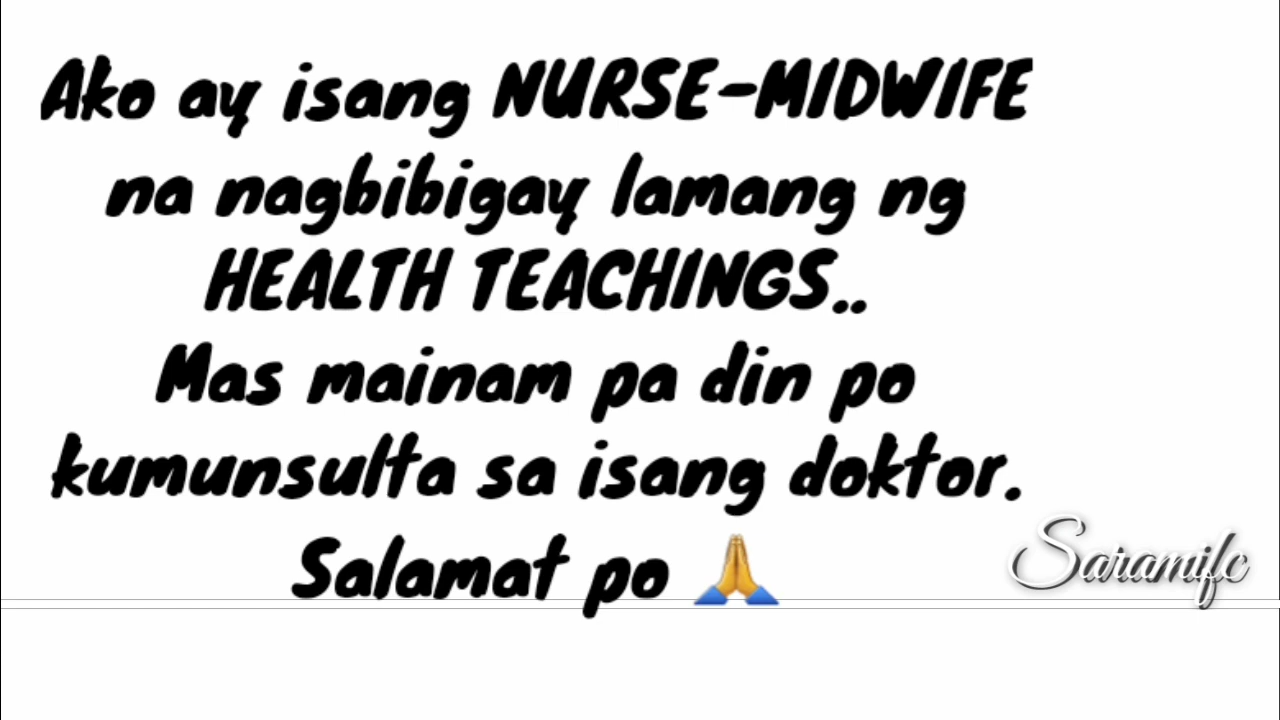 Ako ay isang NURSE-MIDWIFE
na nagbibigay lamang ng
HEALTH TEACHINGS..
Mas mainam pa din po
kumunsulta sa isang doktor.
Salamat po 🙏
Saramifc